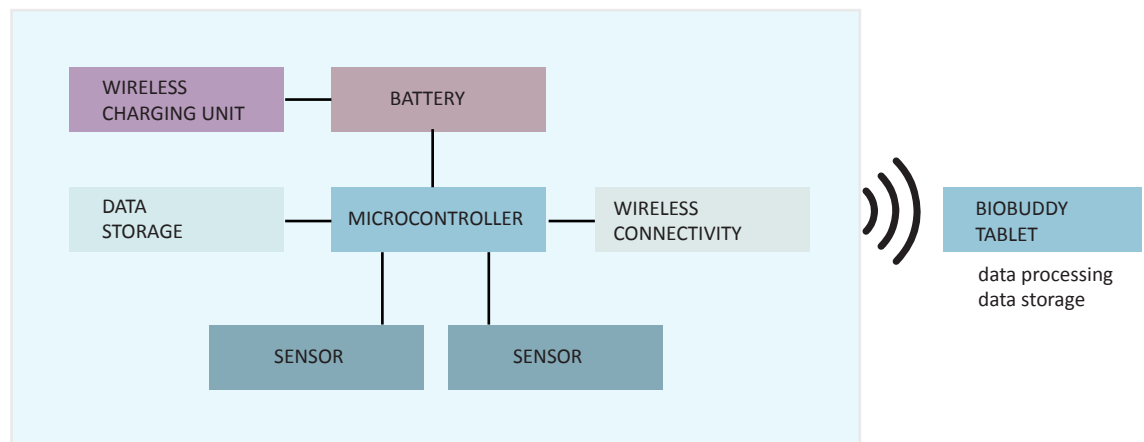 WIRELESS
CHARGING UNIT
BATTERY
DATA
STORAGE
MICROCONTROLLER
WIRELESS
CONNECTIVITY
BIOBUDDY
TABLET
data processing
data storage
SENSOR
SENSOR